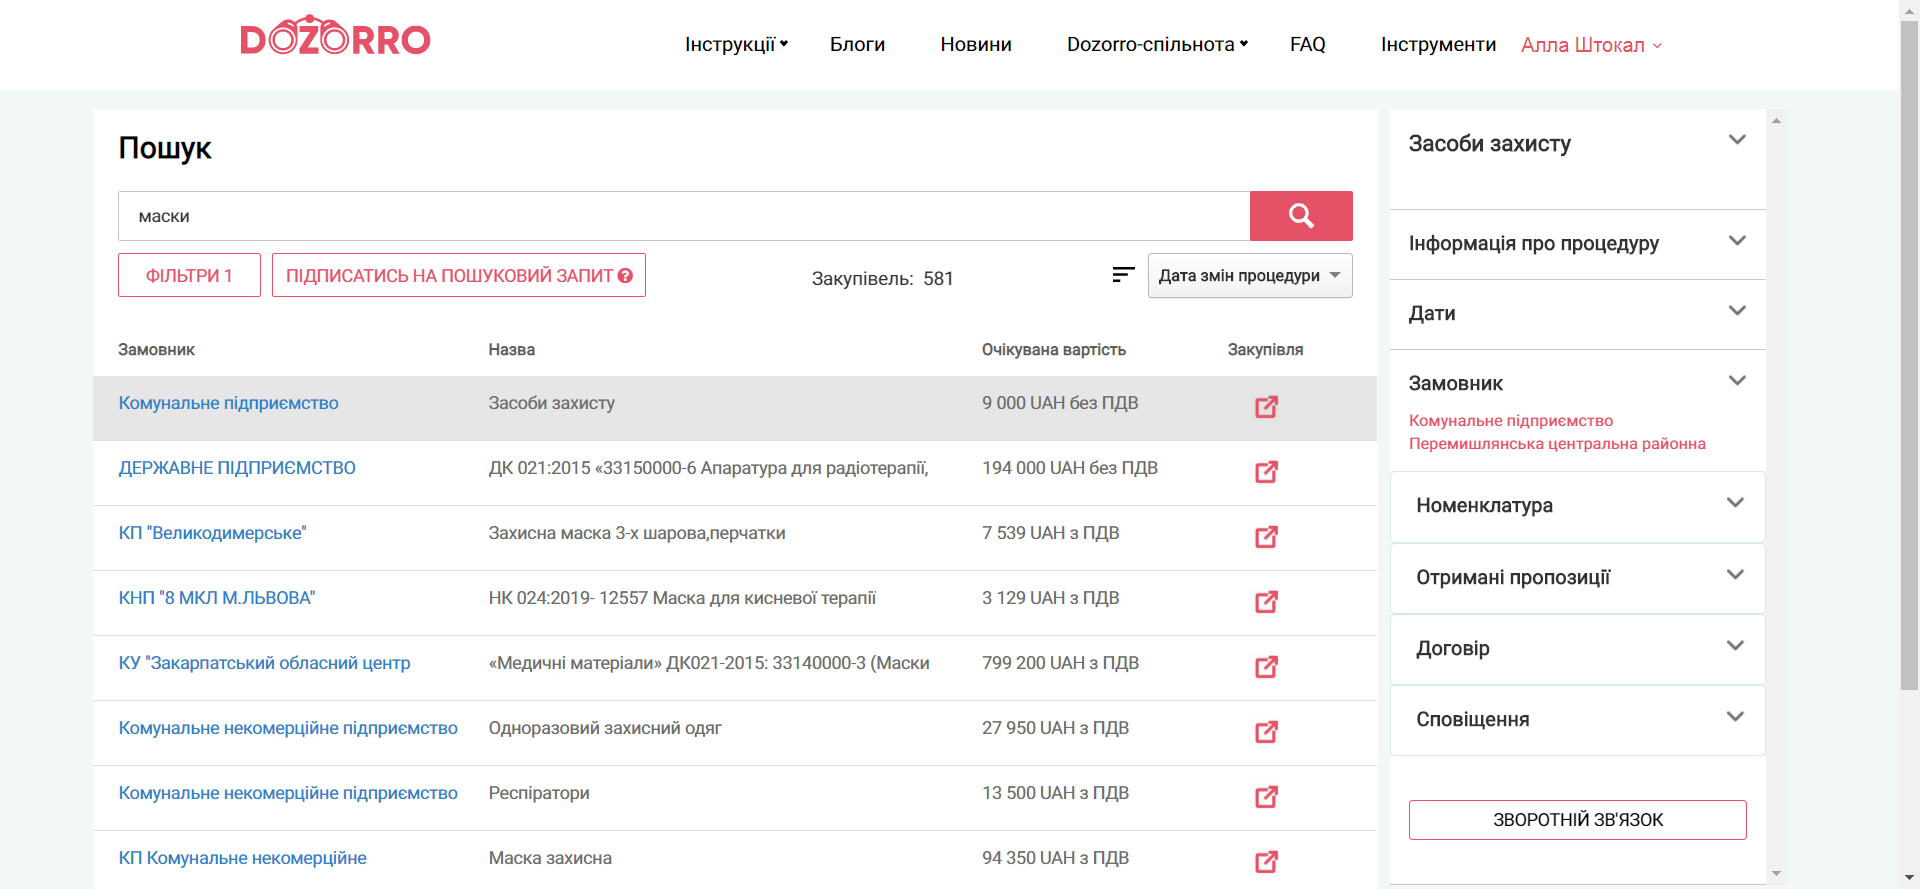 DOZORRO
Інструкції
Блоги
Новини
Dozorro-спільнота
FAQ
Інструменти
Алла Штокал
Пошук
маски
ФІЛЬТРИ 1
ПІДПИСАТИСЬ НА ПОШУКОВИЙ ЗАПИТ ?
Закупівель: 581
Дата змін процедури
Замовник Назва Очікувана вартість Закупівля
Комунальне підприємство Засоби захисту 9 000 UAH без ПДВ
ДЕРЖАВНЕ ПІДПРИЄМСТВО ДК 021:2015 «33150000-6 Апаратура для радіотерапії, 194 000 UAH без ПДВ
КП "Великодимерське" Захисна маска 3-х шарова,перчатки 7 539 UAH з ПДВ
КНП "8 МКЛ М.ЛЬВОВА" НК 024:2019- 12557 Маска для кисневої терапії 3 129 UAH з ПДВ
КУ "Закарпатський обласний центр «Медичні матеріали» ДК021-2015: 33140000-3 (Маски 799 200 UAH з ПДВ
Комунальне некомерційне підприємство Одноразовий захисний одяг 27 950 UAH з ПДВ
Комунальне некомерційне підприємство Респіратори 13 500 UAH з ПДВ
КП Комунальне некомерційне Маска захисна 94 350 UAH з ПДВ
Засоби захисту
Інформація про процедуру
Дати
Замовник
Комунальне підприємство
Перемишлянська центральна районна
Номенклатура
Отримані пропозиції
Договір
Сповіщення
ЗВОРОТНІЙ ЗВ'ЯЗОК